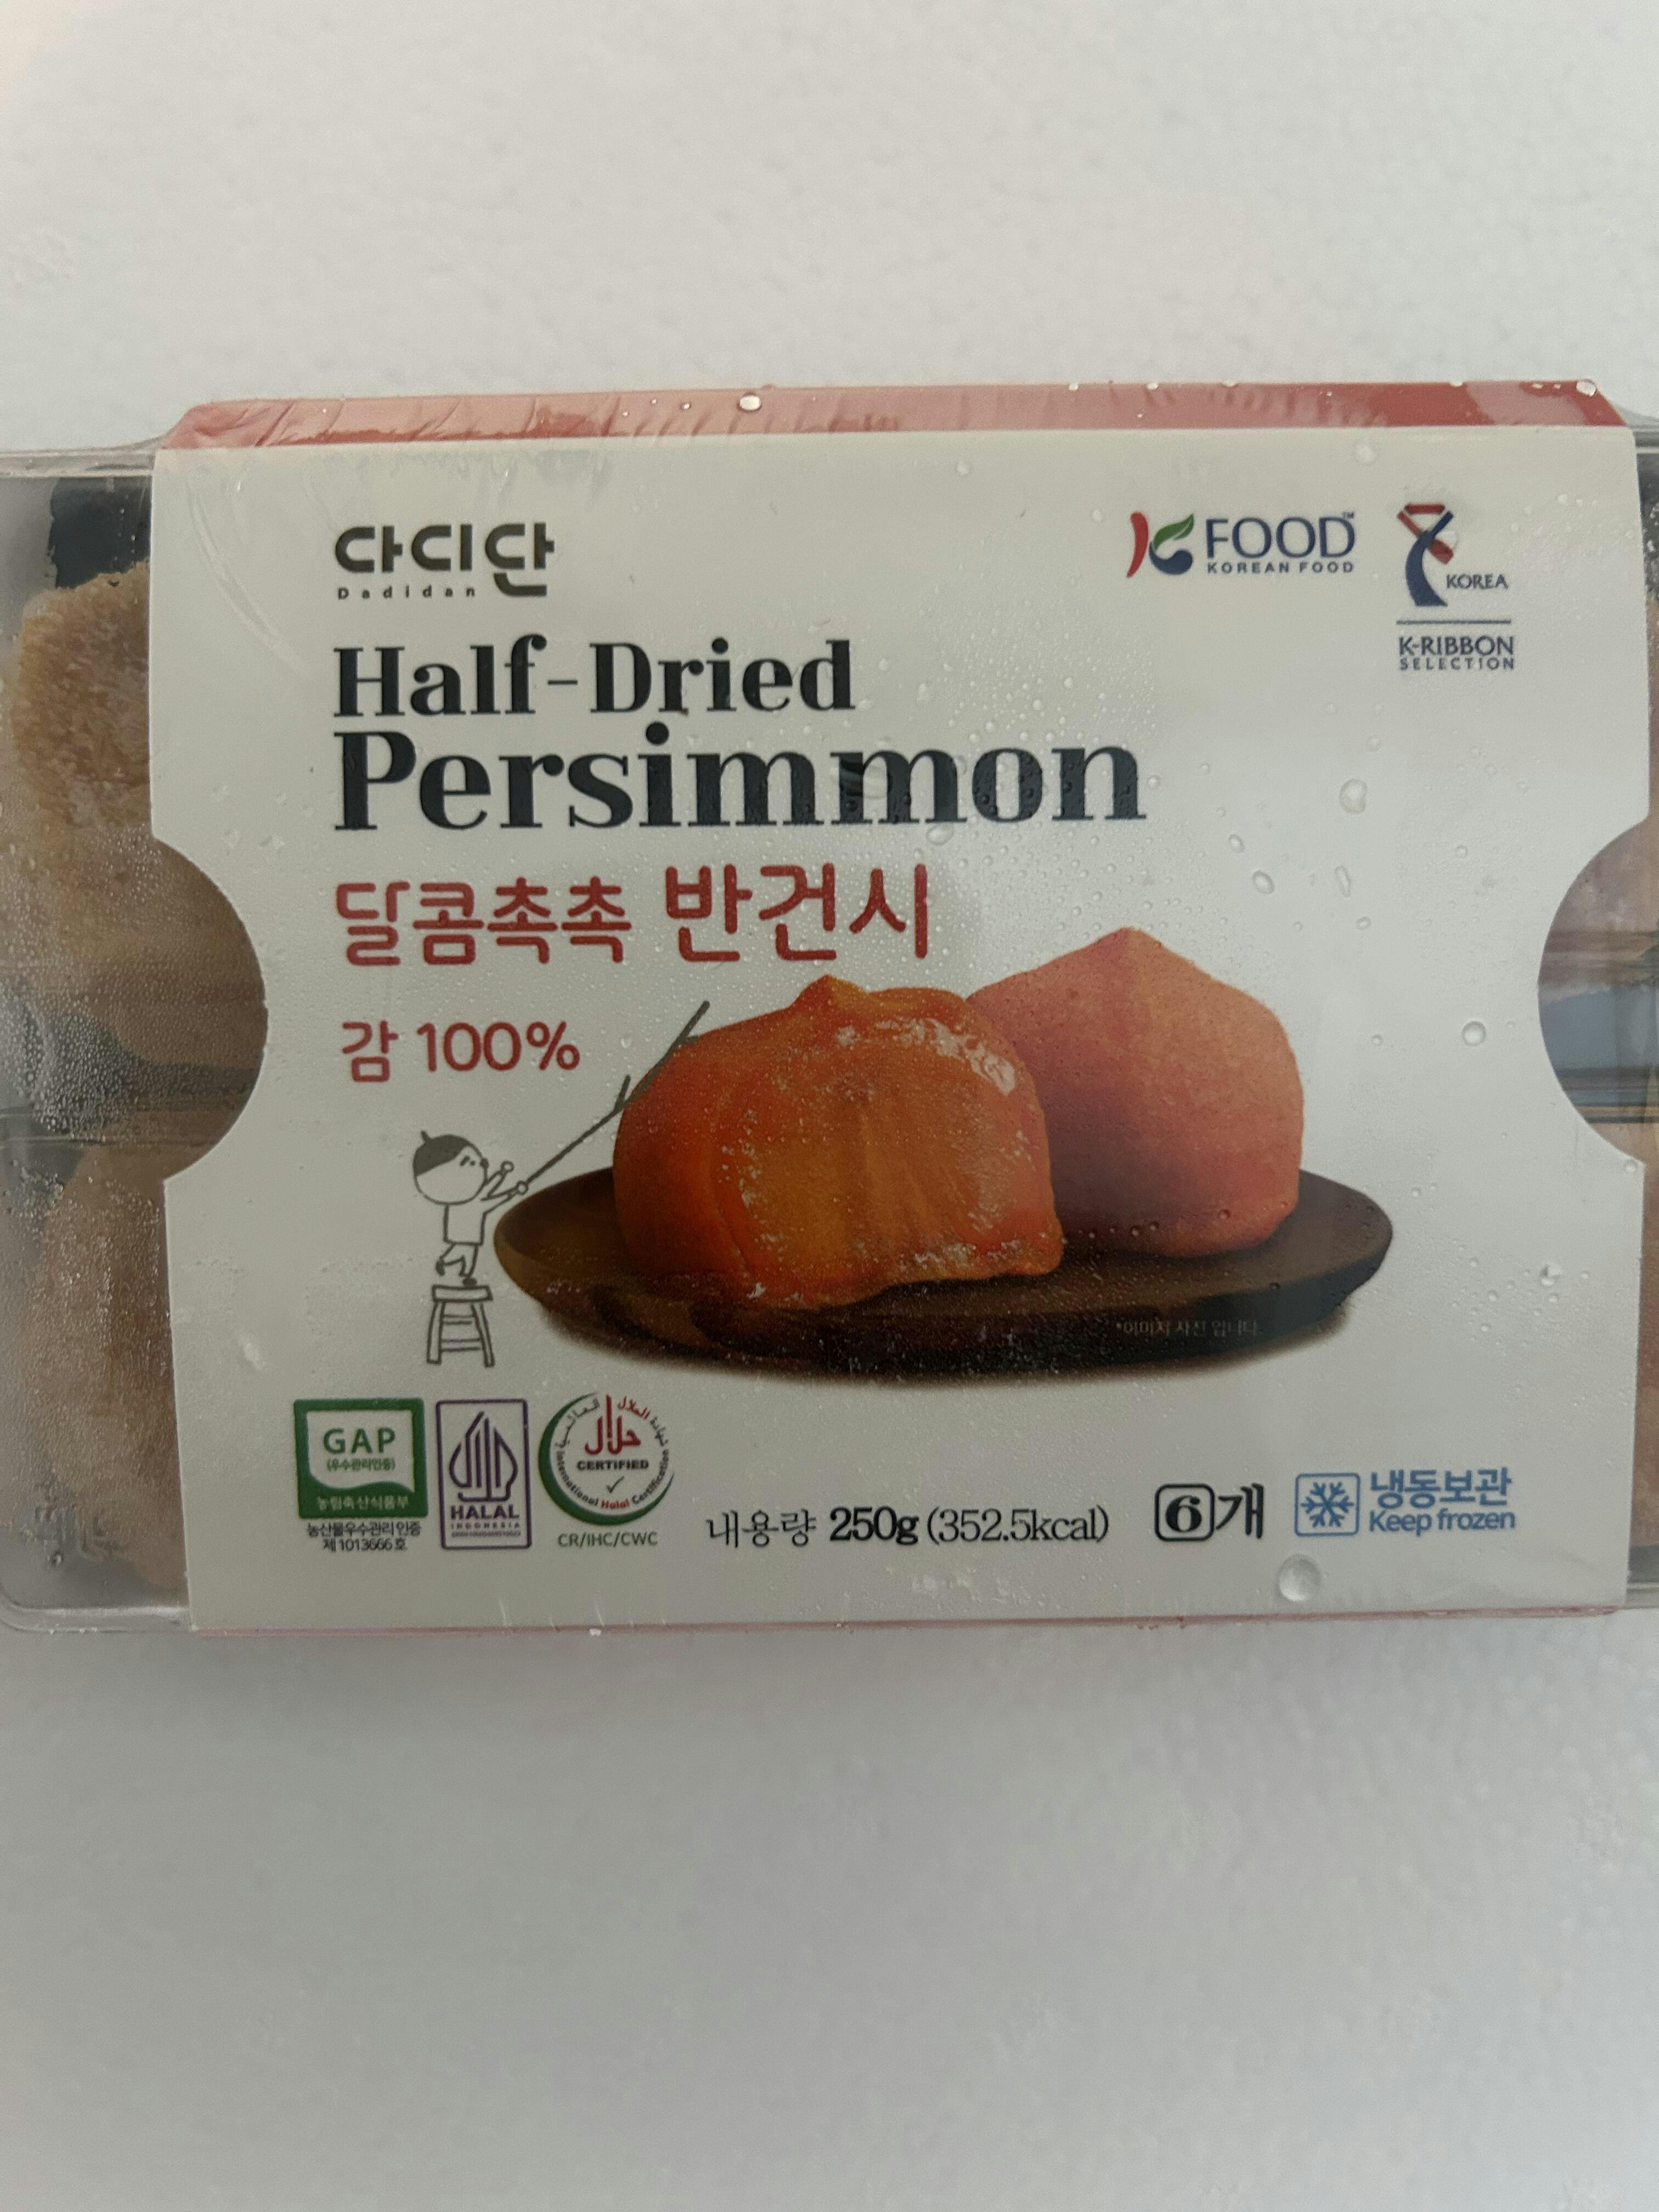 다디단
Dadidan
K FOOD™
KOREAN FOOD
KOREA
K-RIBBON
SELECTION
Half-Dried
Persimmon
달콤촉촉 반건시
감 100%
*이미지 사진 입니다
GAP
(우수관리인증)
농림축산식품부
농산물우수관리 인증
제 1013666 호
HALAL
INDONESIA
حلال
CERTIFIED
International Halal Certification
CR/IHC/CWC
내용량 250g (352.5kcal)
6개
냉동보관
Keep frozen